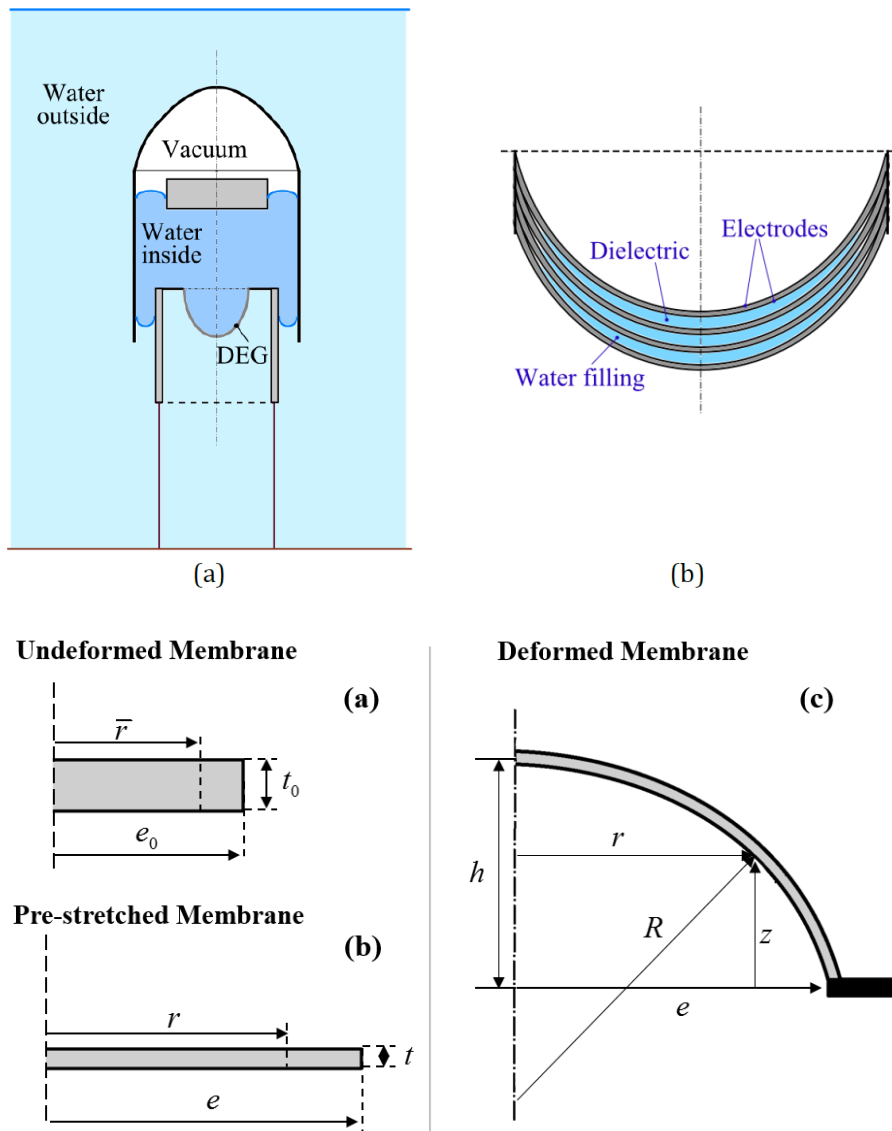 Water
outside
Vacuum
Water
inside
DEG
(a)
Dielectric
Electrodes
Water filling
(b)
Undeformed Membrane
(a)
r̅
t₀
e₀
Pre-stretched Membrane
(b)
r
t
e
Deformed Membrane
(c)
r
h
R
z
e